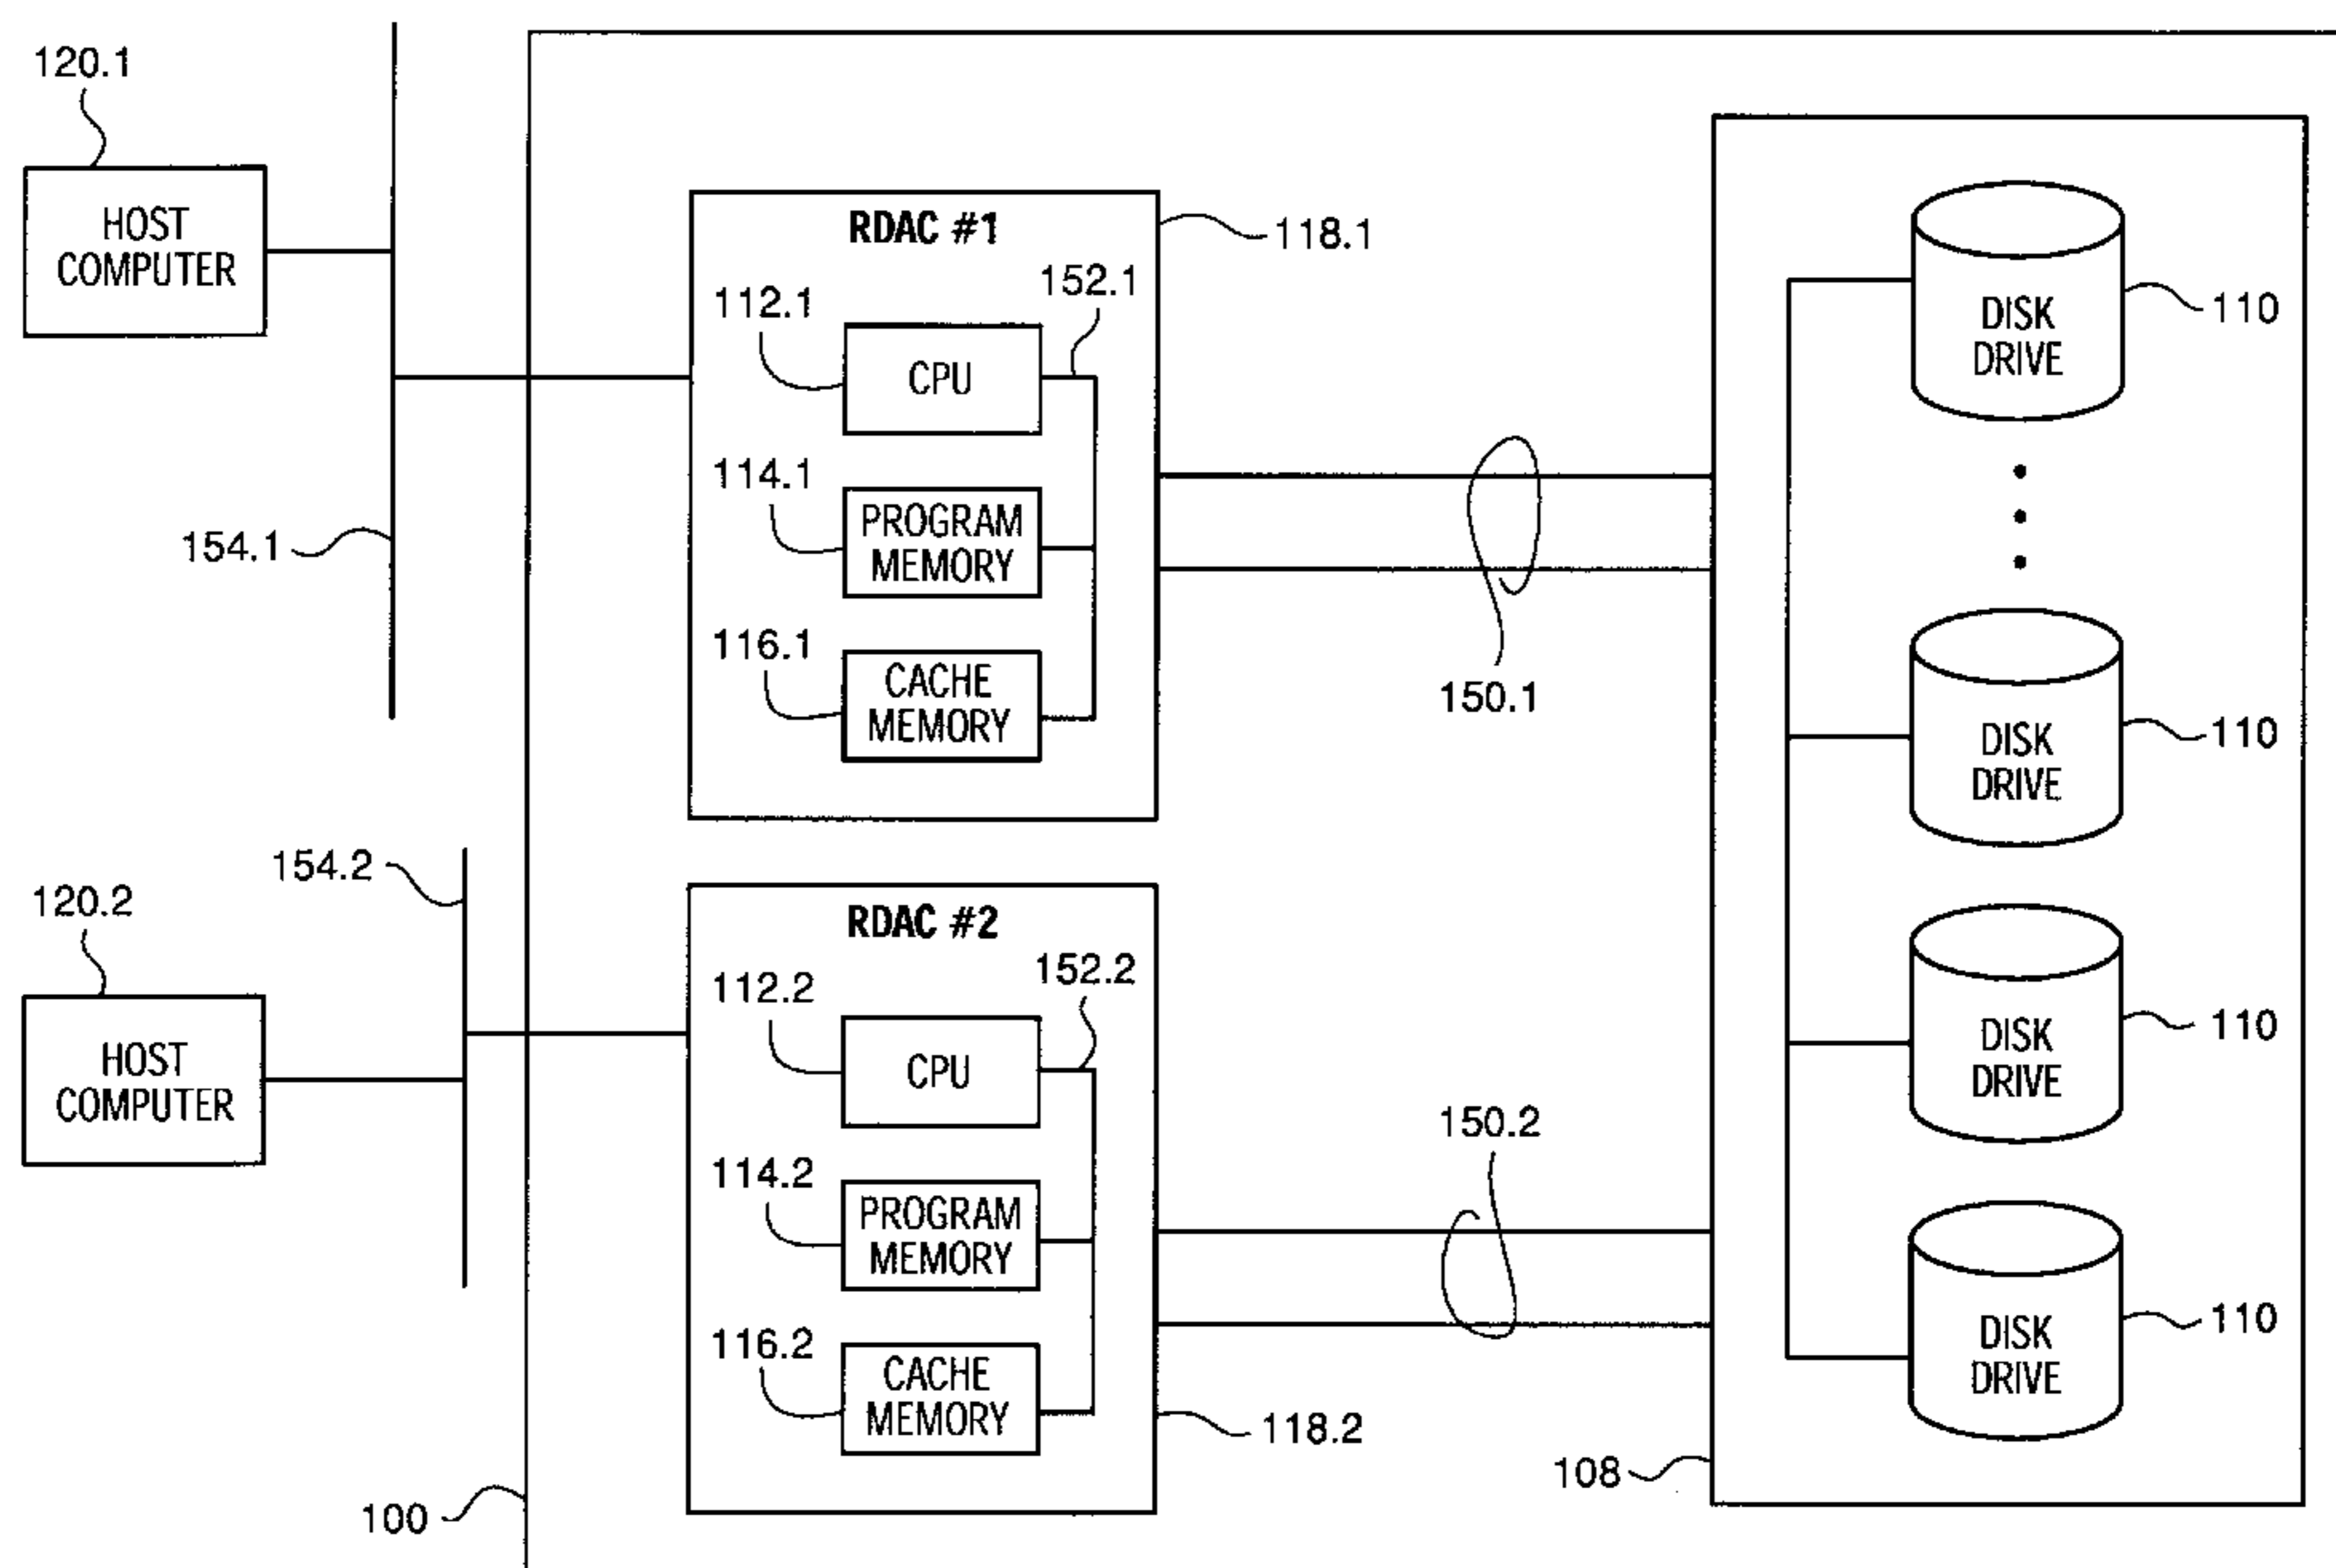 120.1
HOST
COMPUTER
154.1
RDAC #1
118.1
112.1
152.1
CPU
114.1
PROGRAM
MEMORY
116.1
CACHE
MEMORY
150.1
DISK
DRIVE
110
DISK
DRIVE
110
120.2
HOST
COMPUTER
154.2
RDAC #2
112.2
152.2
CPU
114.2
PROGRAM
MEMORY
116.2
CACHE
MEMORY
118.2
150.2
DISK
DRIVE
110
DISK
DRIVE
110
108
100